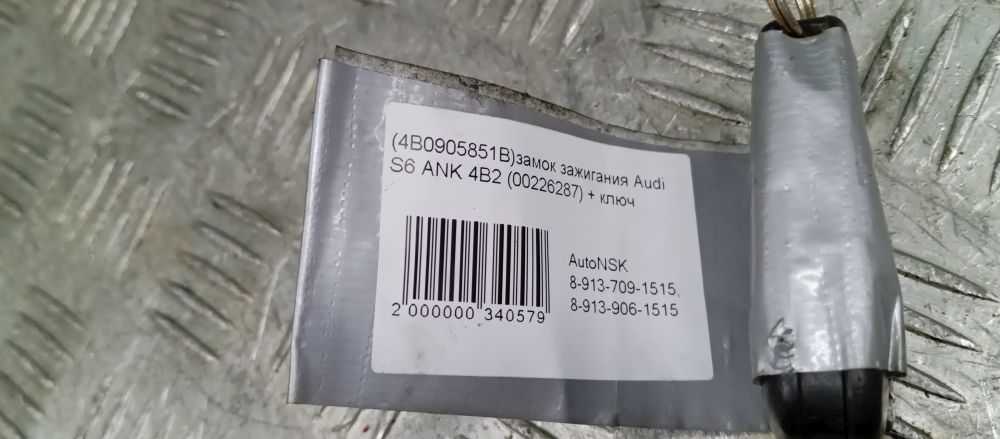 (4B0905851B)замок зажигания Audi
S6 ANK 4B2 (00226287) + ключ
AutoNSK
8-913-709-1515,
8-913-906-1515
2 000000 340579